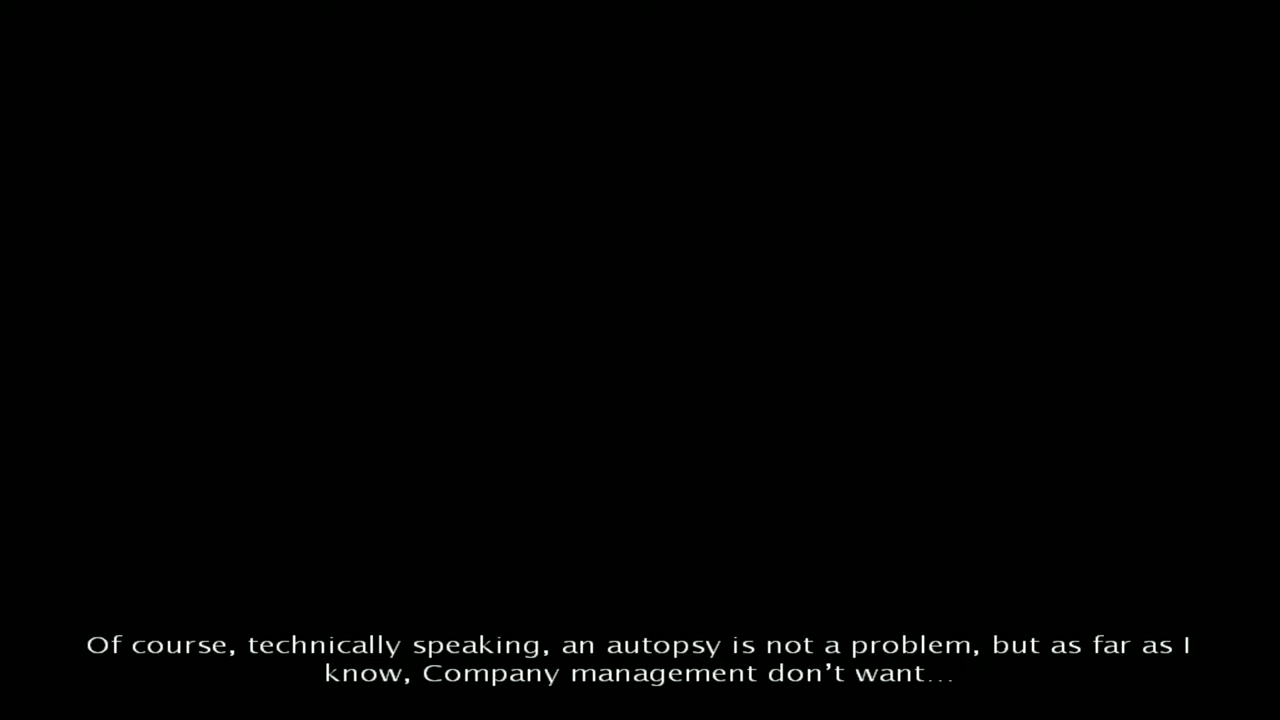 Of course, technically speaking, an autopsy is not a problem, but as far as I
know, Company management don’t want...